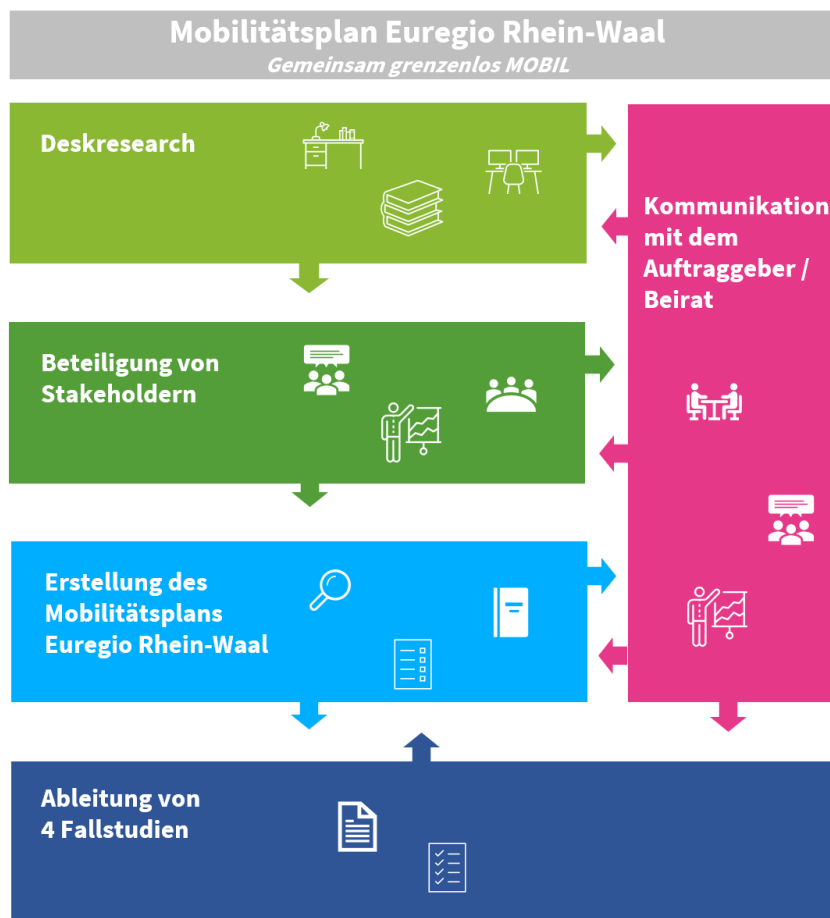 Mobilitätsplan Euregio Rhein-Waal
Gemeinsam grenzenlos MOBIL
Deskresearch
Kommunikation
mit dem
Auftraggeber /
Beirat
Beteiligung von
Stakeholdern
Erstellung des
Mobilitätsplans
Euregio Rhein-Waal
Ableitung von
4 Fallstudien